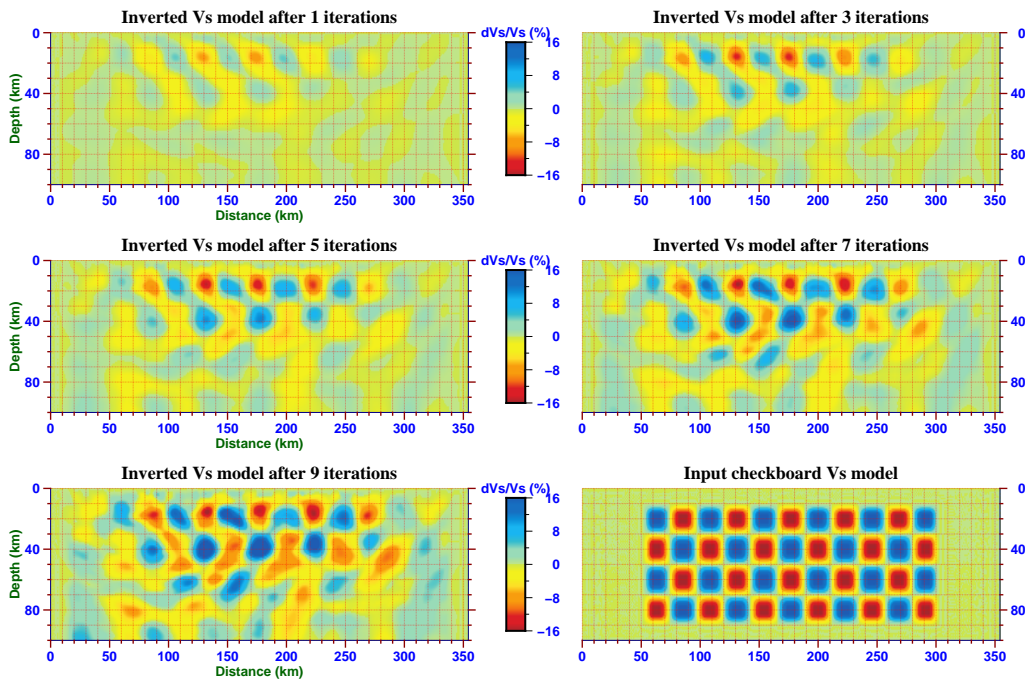 Inverted Vs model after 1 iterations
Inverted Vs model after 3 iterations
dVs/Vs (%)
0
40
80
Depth (km)
0 50 100 150 200 250 300 350
Distance (km)
16
8
0
−8
−16
0
40
80
0 50 100 150 200 250 300 350
Inverted Vs model after 5 iterations
Inverted Vs model after 7 iterations
dVs/Vs (%)
0
40
80
Depth (km)
0 50 100 150 200 250 300 350
Distance (km)
16
8
0
−8
−16
0
40
80
0 50 100 150 200 250 300 350
Inverted Vs model after 9 iterations
Input checkboard Vs model
dVs/Vs (%)
0
40
80
Depth (km)
0 50 100 150 200 250 300 350
Distance (km)
16
8
0
−8
−16
0
40
80
0 50 100 150 200 250 300 350